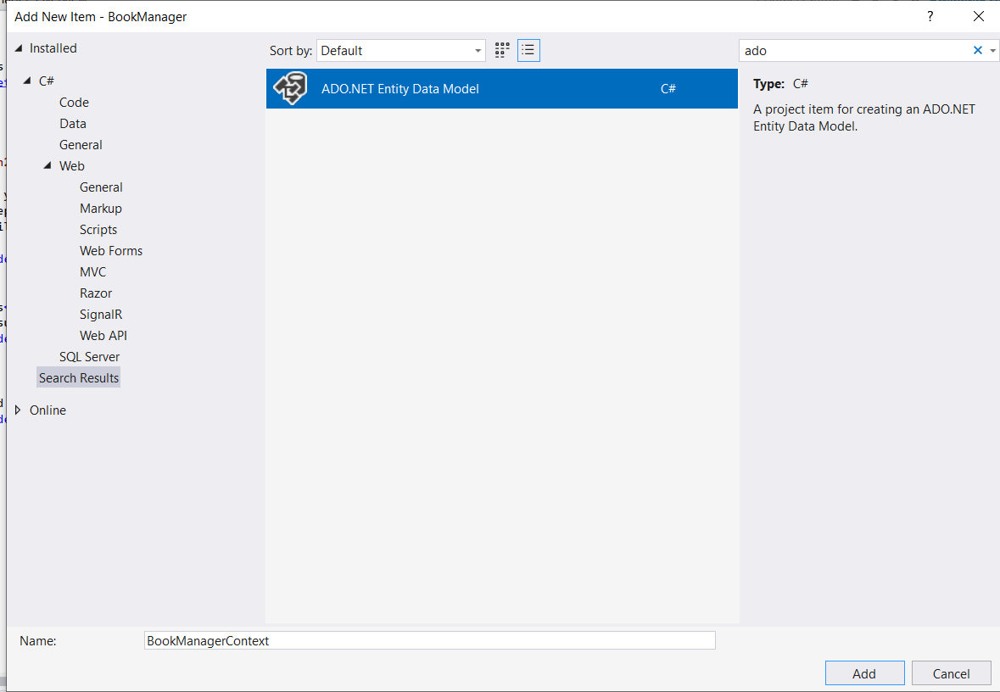 Add New Item - BookManager
?
Installed
C#
Code
Data
General
Web
General
Markup
Scripts
Web Forms
MVC
Razor
SignalR
Web API
SQL Server
Search Results
Online
Sort by: Default
ADO.NET Entity Data Model C#
ado
Type: C#
A project item for creating an ADO.NET
Entity Data Model.
Name: BookManagerContext
Add Cancel